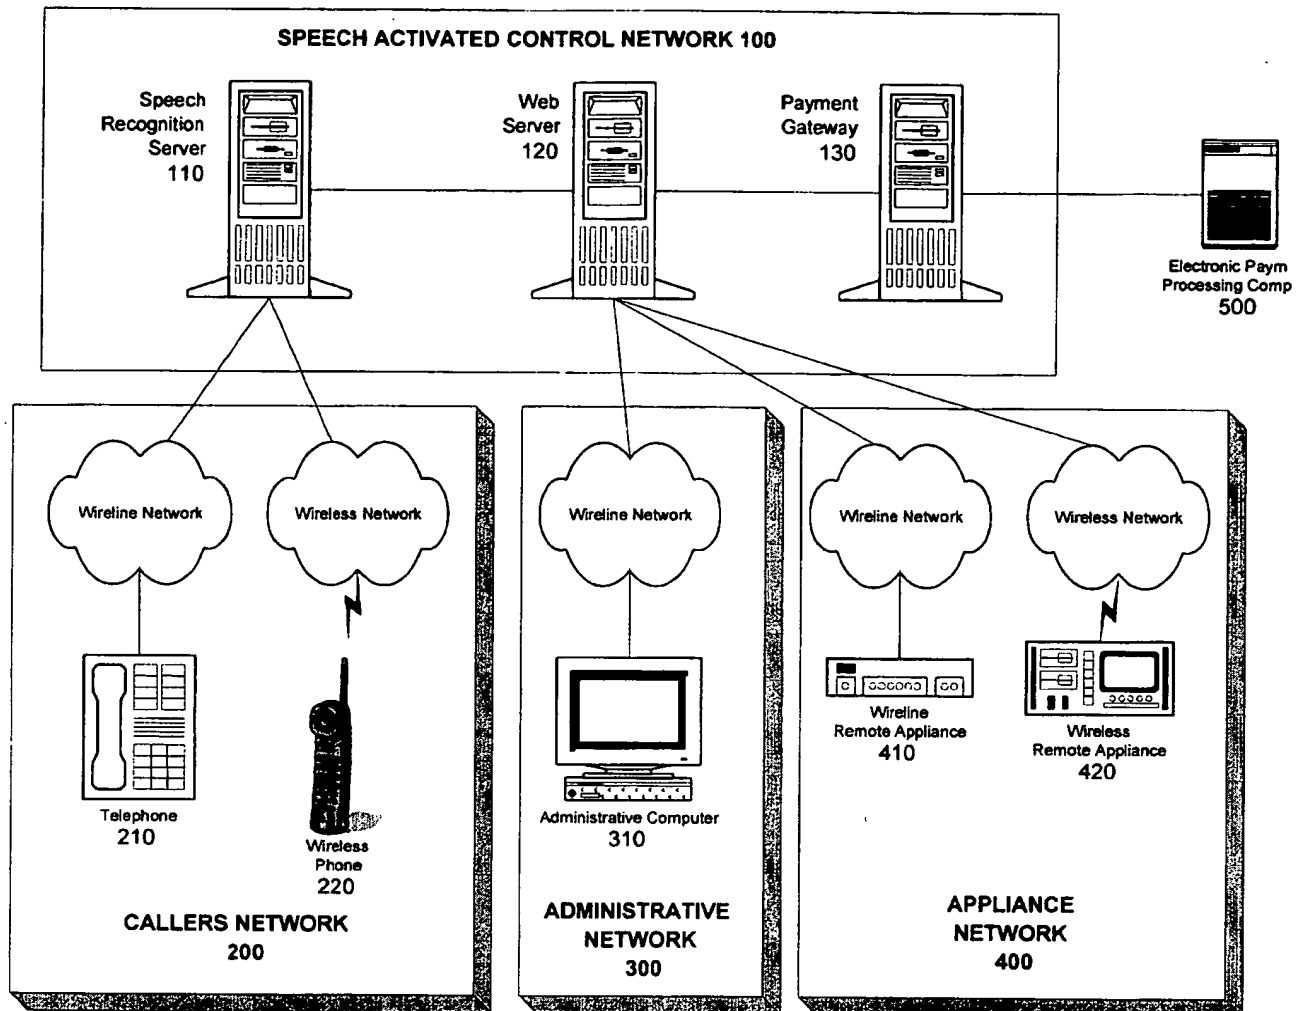 SPEECH ACTIVATED CONTROL NETWORK 100
Speech
Recognition
Server
110
Web
Server
120
Payment
Gateway
130
Electronic Paym
Processing Comp
500
Wireline Network
Wireless Network
Wireline Network
Wireline Network
Wireless Network
Telephone
210
Wireless
Phone
220
Administrative Computer
310
Wireline
Remote Appliance
410
Wireless
Remote Appliance
420
CALLERS NETWORK
200
ADMINISTRATIVE
NETWORK
300
APPLIANCE
NETWORK
400